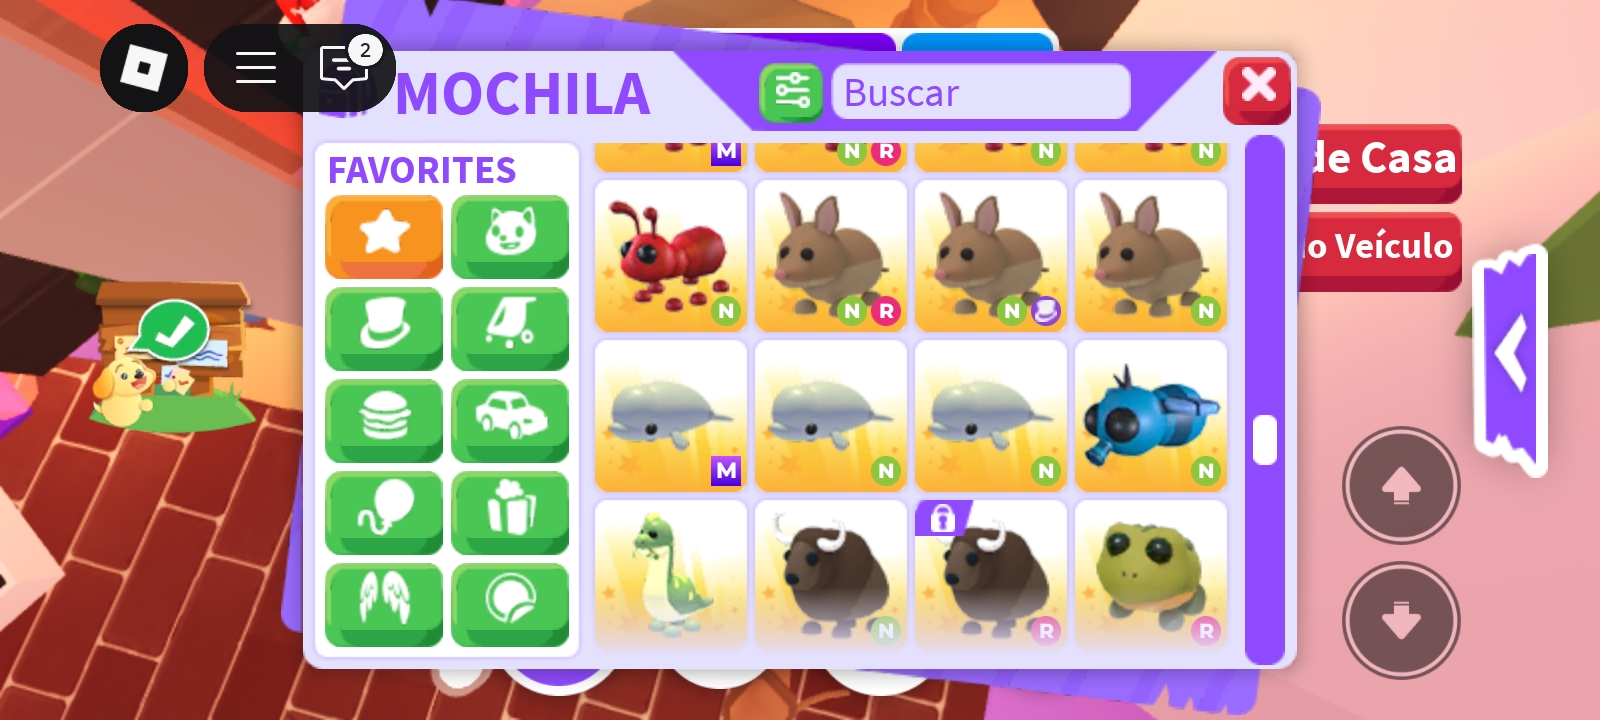 2
MOCHILA
Buscar
FAVORITES
de Casa
o Veículo
M
N R
N
N
N
N R
N
N
M
N
N
N
N
R
R